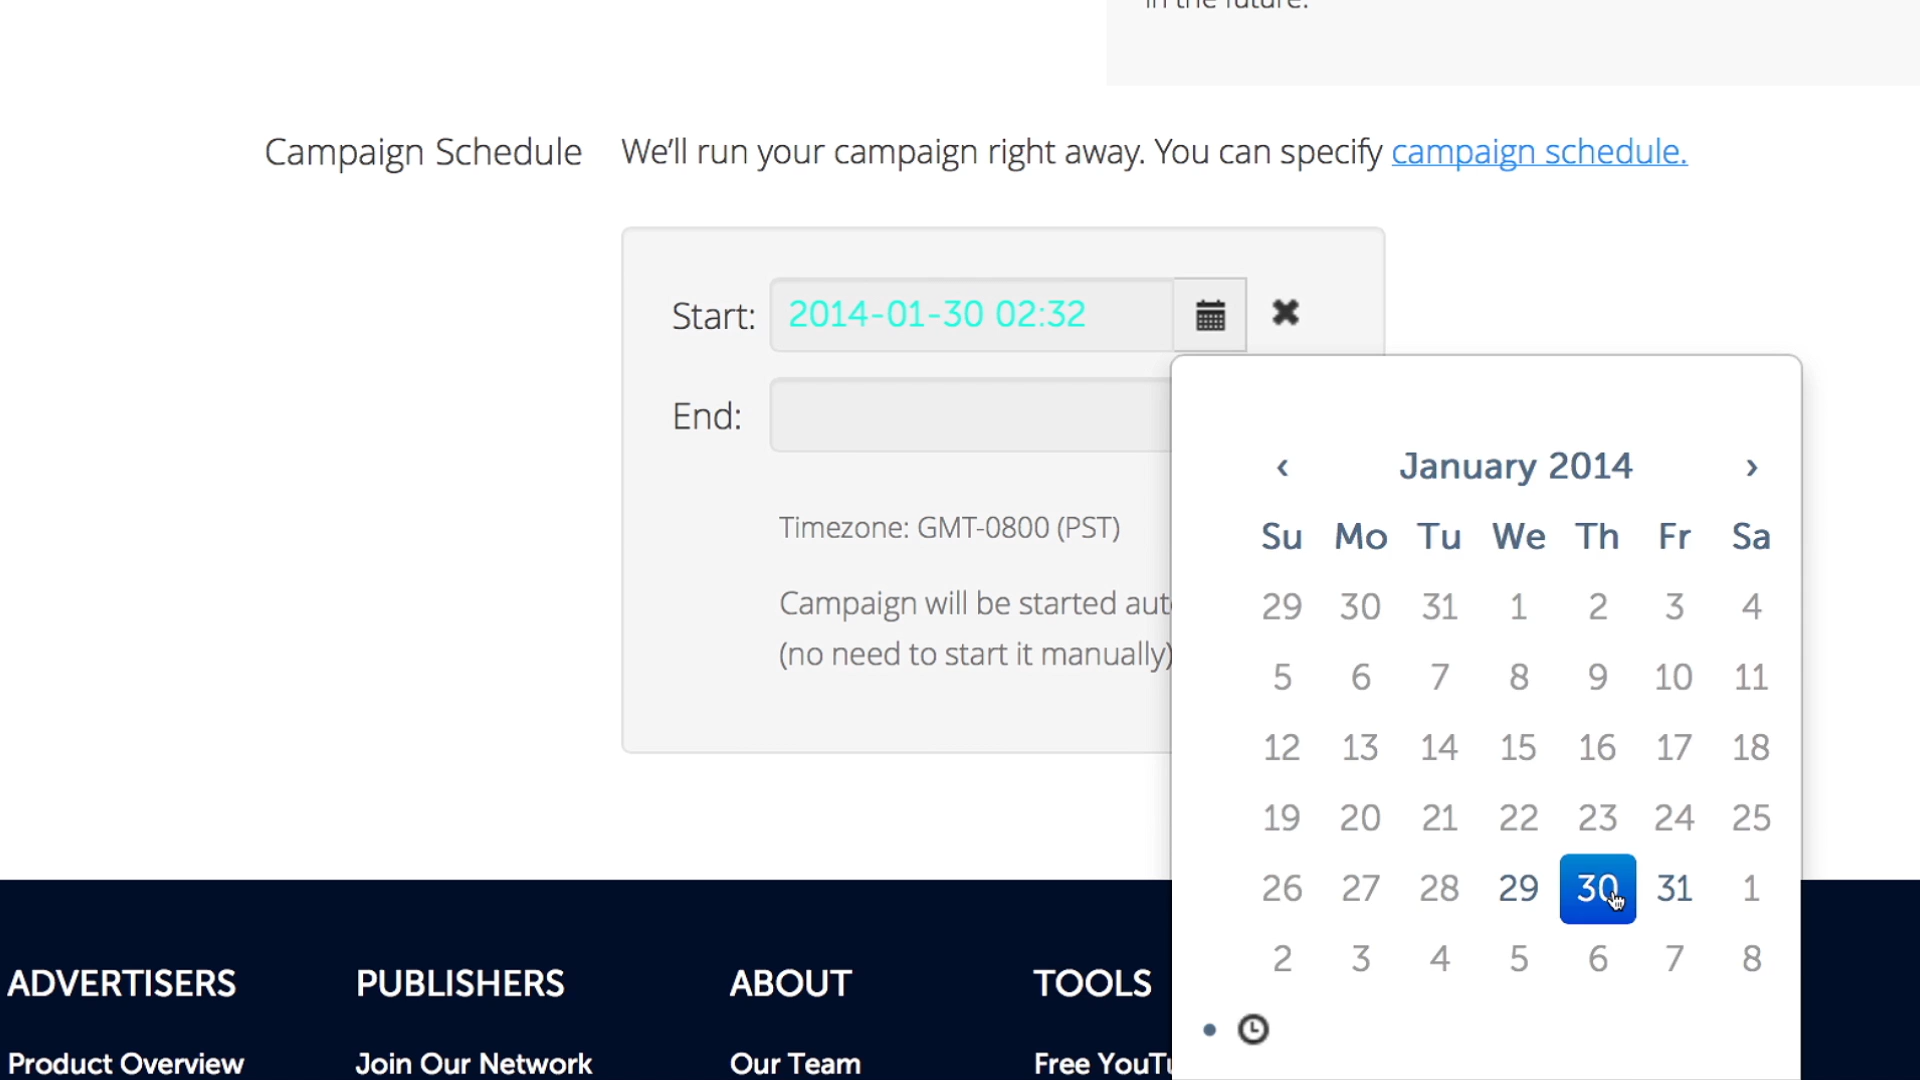 in the future.
Campaign Schedule We'll run your campaign right away. You can specify campaign schedule.
Start: 2014-01-30 02:32
End:
Timezone: GMT-0800 (PST)
Campaign will be started
(no need to start it manually)
‹ January 2014 ›
Su Mo Tu We Th Fr Sa
29 30 31 1 2 3 4
5 6 7 8 9 10 11
12 13 14 15 16 17 18
19 20 21 22 23 24 25
26 27 28 29 30 31 1
2 3 4 5 6 7 8
ADVERTISERS PUBLISHERS ABOUT TOOLS
Product Overview Join Our Network Our Team Free